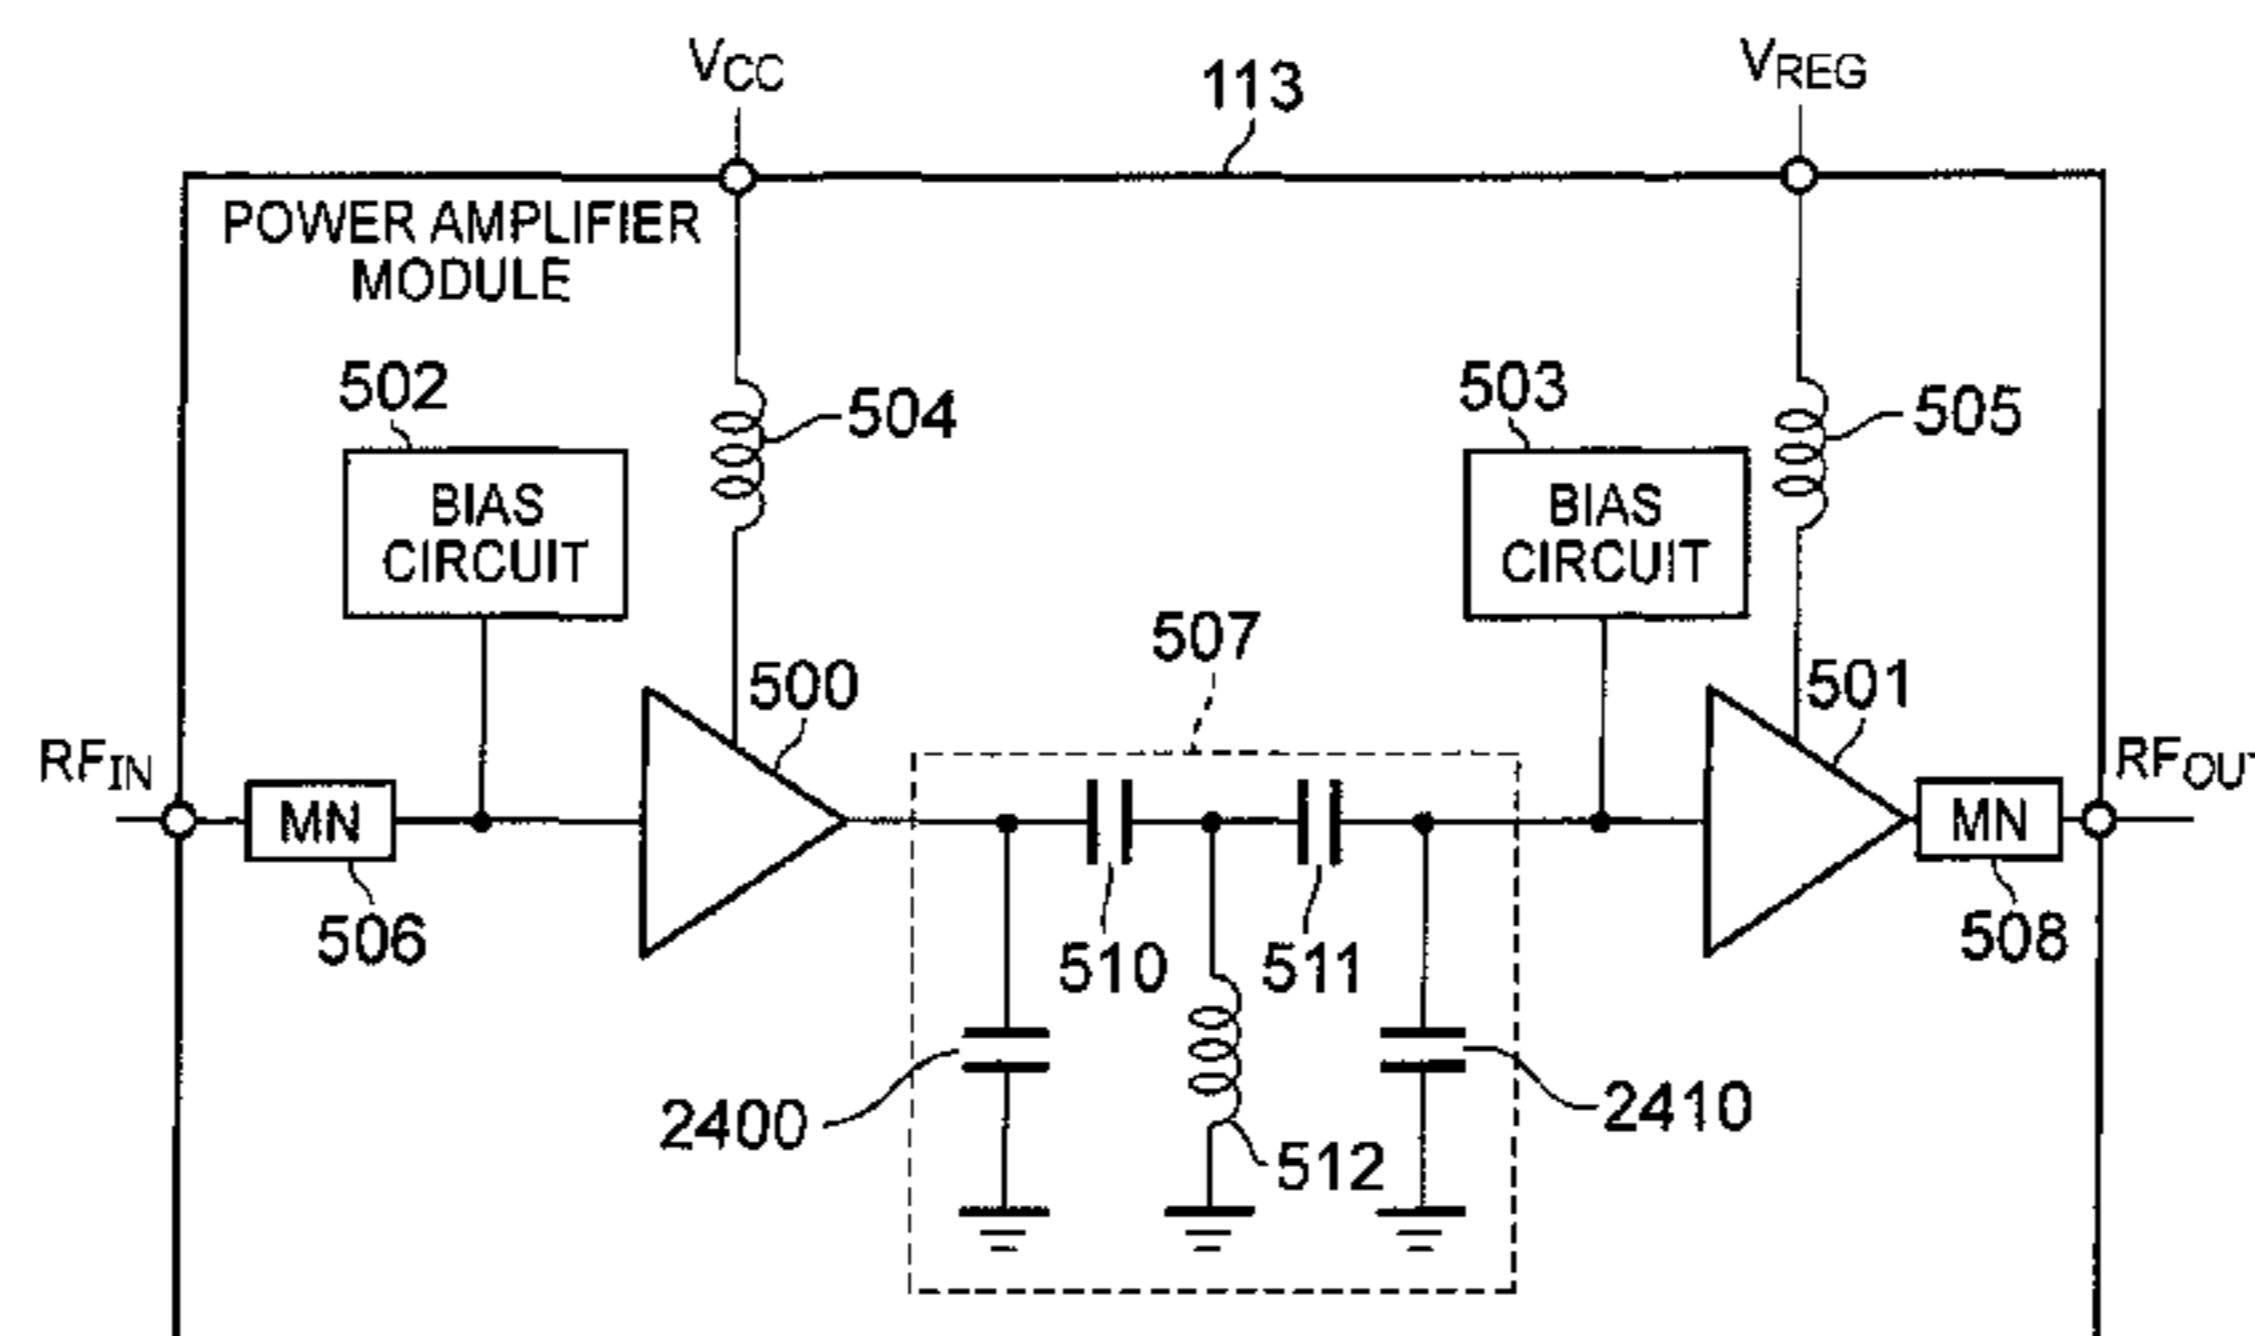 VCC
VREG
113
POWER AMPLIFIER
MODULE
502
504
503
505
BIAS
CIRCUIT
BIAS
CIRCUIT
507
500
501
RFIN
RFOUT
MN
MN
506
510
511
508
2400
2410
512